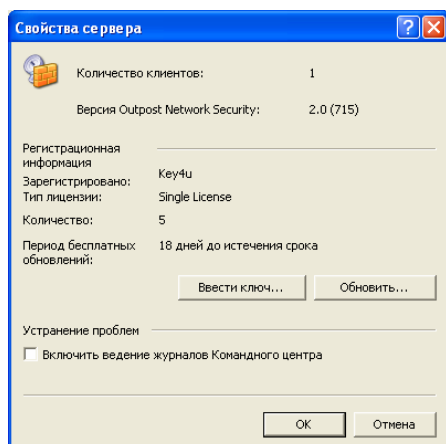 Свойства сервера
Количество клиентов: 1
Версия Outpost Network Security: 2.0 (715)
Регистрационная
информация
Зарегистрировано: Key4u
Тип лицензии: Single License
Количество: 5
Период бесплатных 18 дней до истечения срока
обновлений:
Ввести ключ... Обновить...
Устранение проблем
Включить ведение журналов Командного центра
OK Отмена